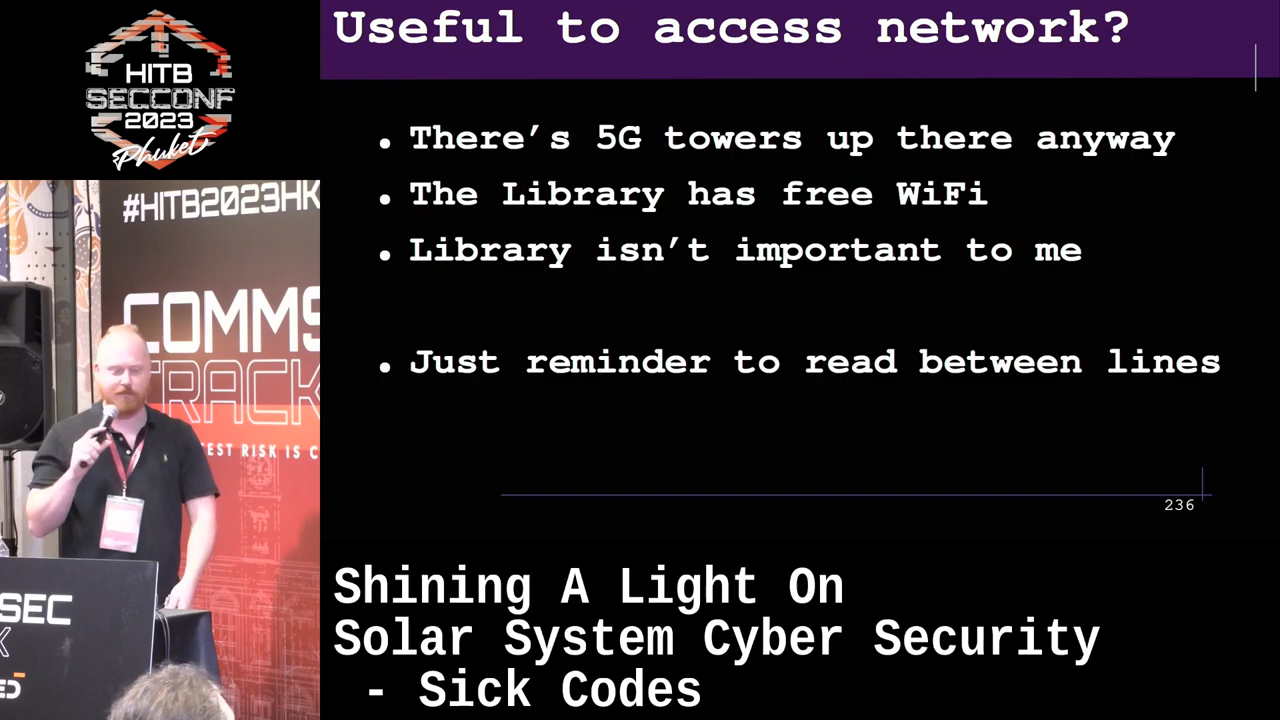 HITB
SECCONF
2023
Phuket
#HITB2023HK
COMMS
TRACK
TEST RISK IS C
SEC
ED
Useful to access network?
• There’s 5G towers up there anyway
• The Library has free WiFi
• Library isn’t important to me
• Just reminder to read between lines
236
Shining A Light On
Solar System Cyber Security
- Sick Codes